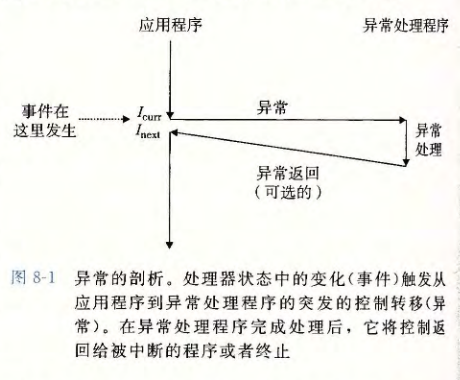 应用程序
异常处理程序
异常
事件在
这里发生
Icurr
Inext
异常
处理
异常返回
(可选的)
图 8-1 异常的剖析。处理器状态中的变化(事件)触发从
应用程序到异常处理程序的突发的控制转移(异
常)。在异常处理程序完成处理后，它将控制返
回给被中断的程序或者终止